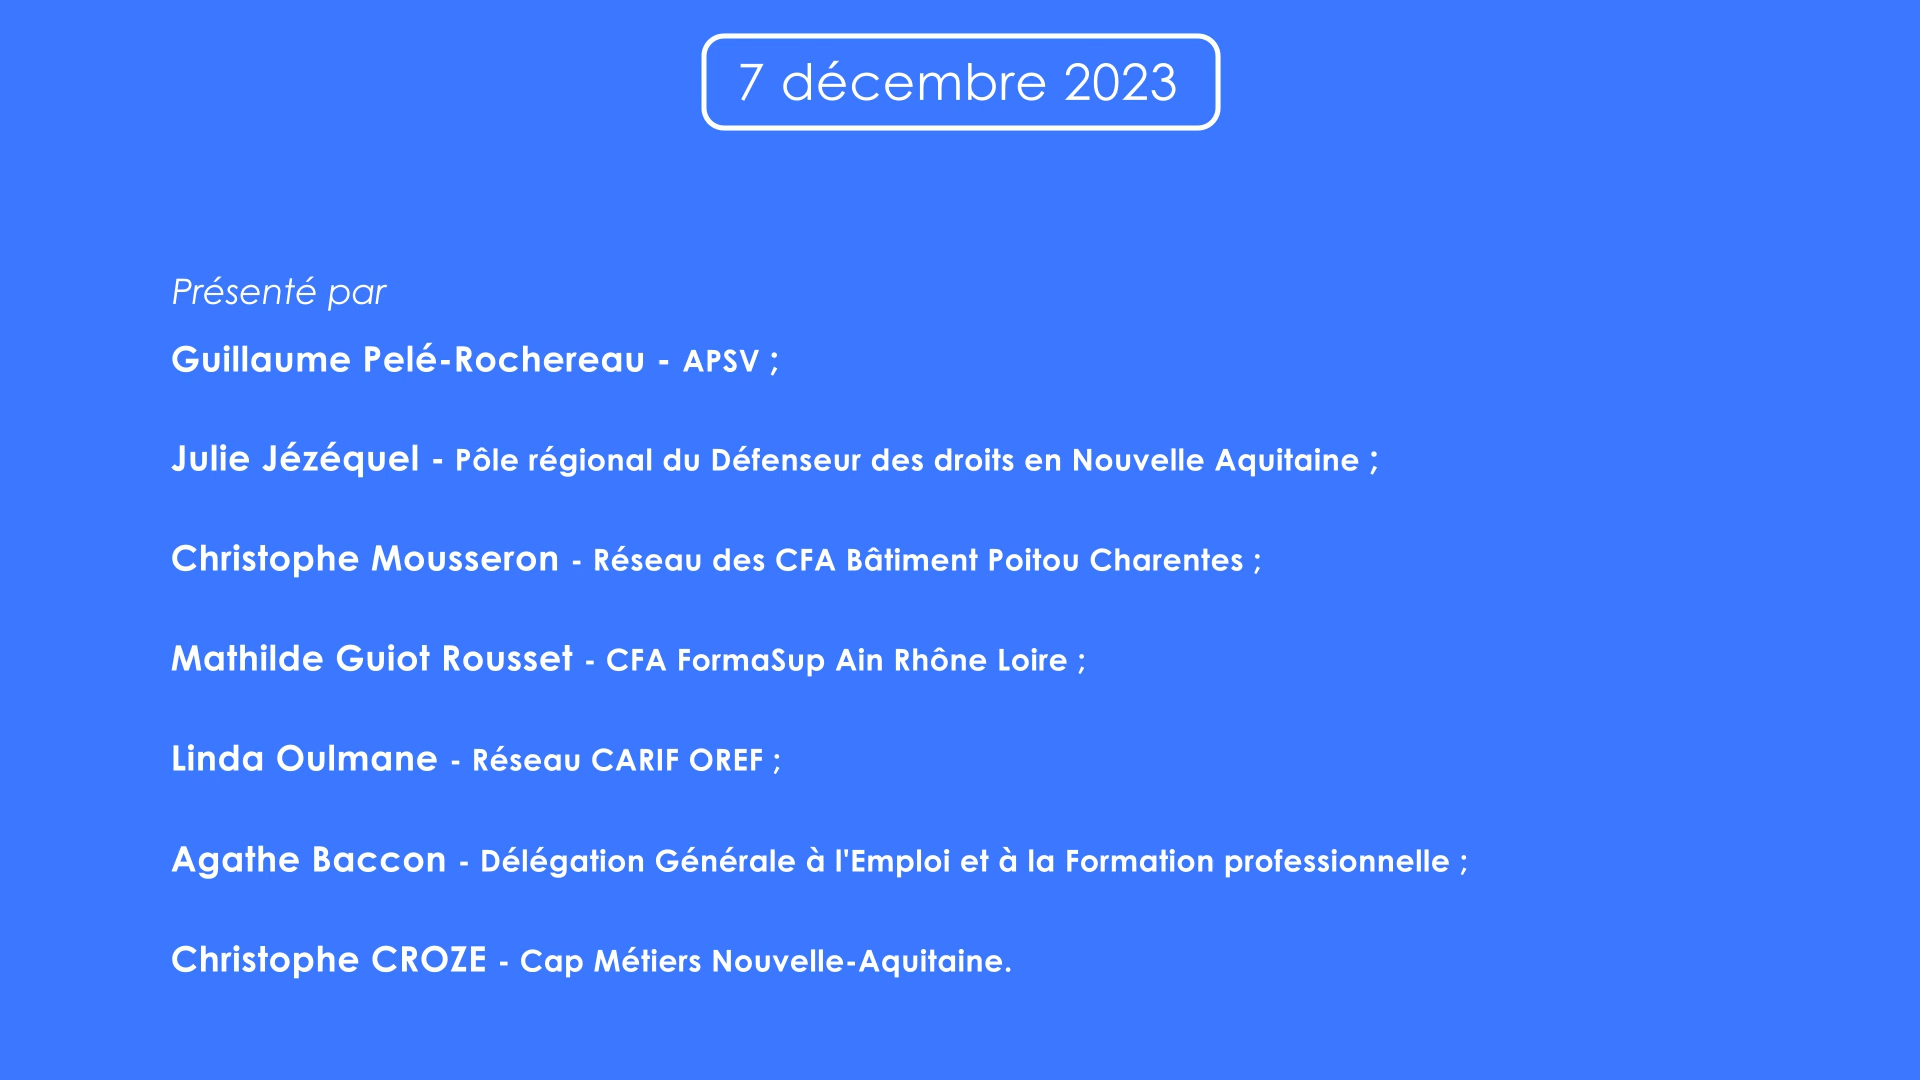 7 décembre 2023
Présenté par
Guillaume Pelé-Rochereau - APSV ;
Julie Jézéquel - Pôle régional du Défenseur des droits en Nouvelle Aquitaine ;
Christophe Mousseron - Réseau des CFA Bâtiment Poitou Charentes ;
Mathilde Guiot Rousset - CFA FormaSup Ain Rhône Loire ;
Linda Oulmane - Réseau CARIF OREF ;
Agathe Baccon - Délégation Générale à l'Emploi et à la Formation professionnelle ;
Christophe CROZE - Cap Métiers Nouvelle-Aquitaine.